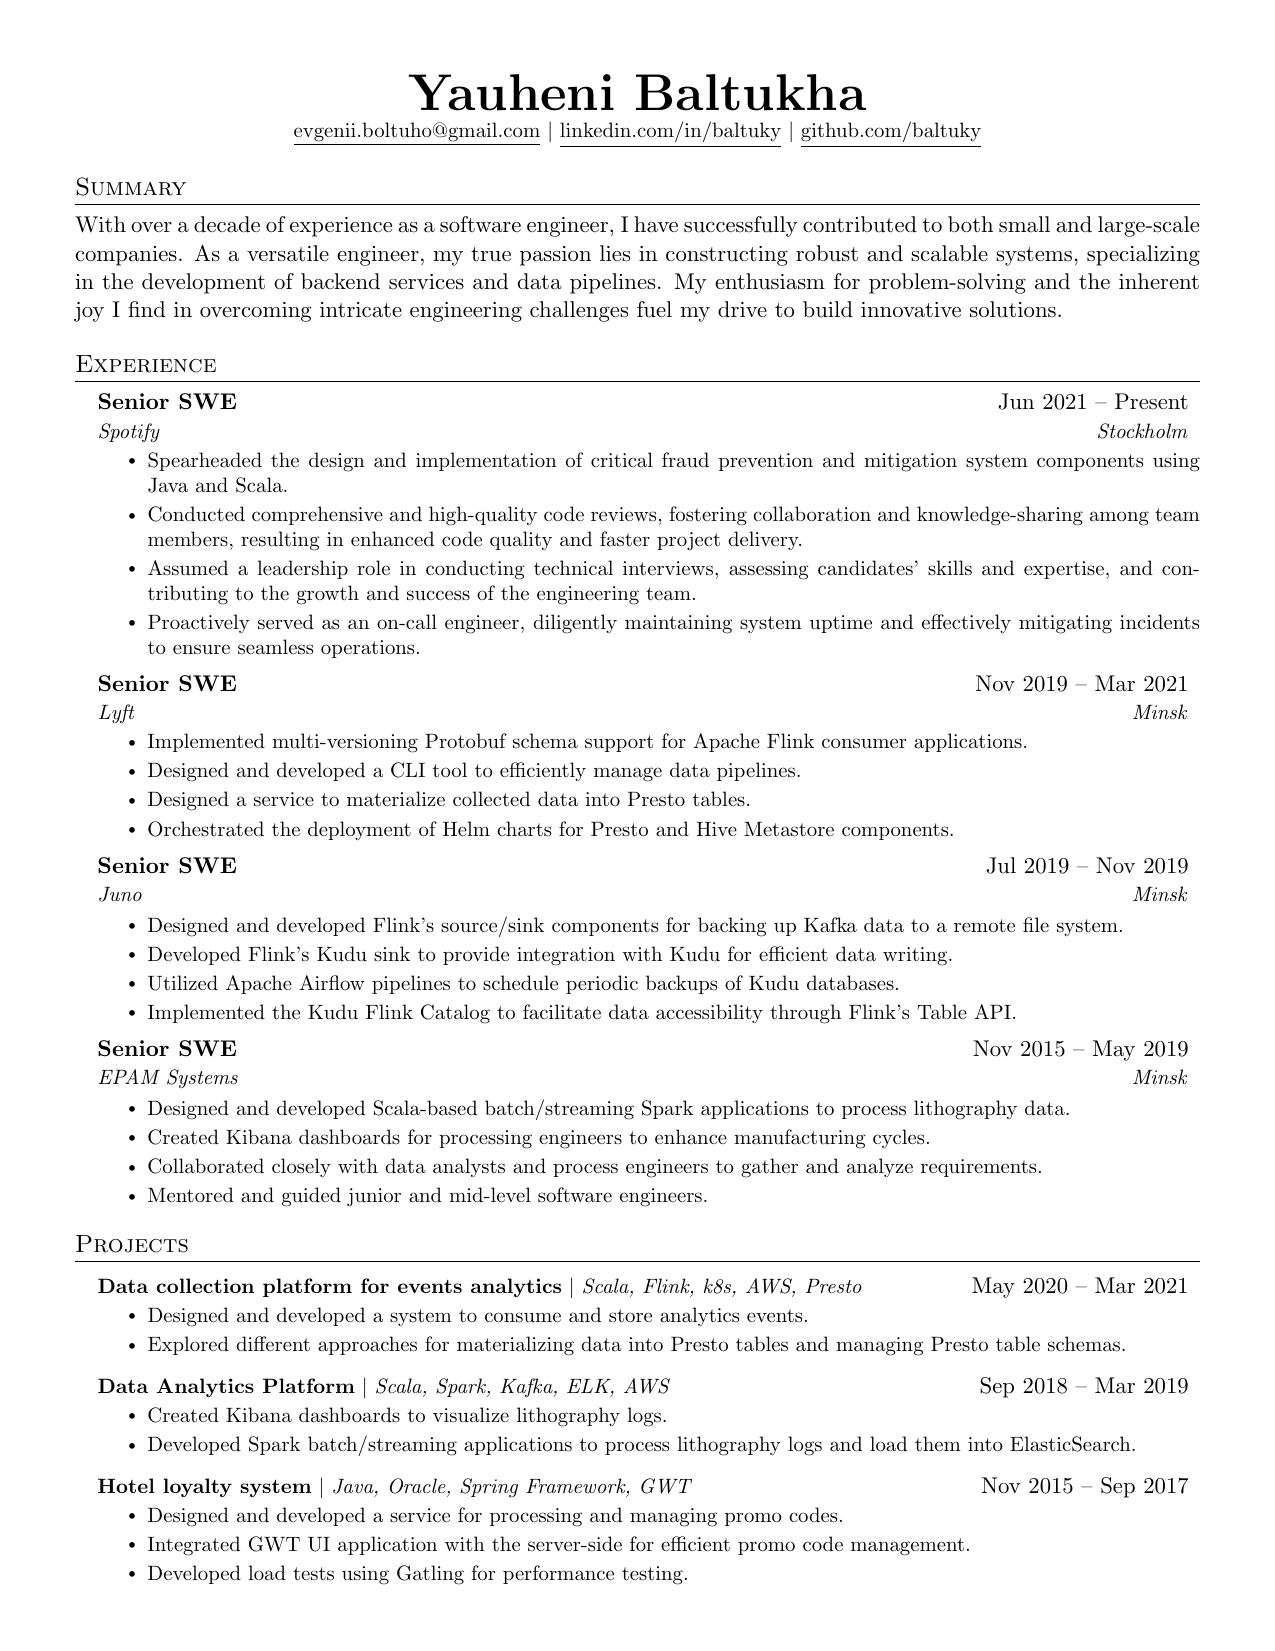 Yauheni Baltukha
evgenii.boltuho@gmail.com | linkedin.com/in/baltuky | github.com/baltuky
Summary
With over a decade of experience as a software engineer, I have successfully contributed to both small and large-scale
companies. As a versatile engineer, my true passion lies in constructing robust and scalable systems, specializing
in the development of backend services and data pipelines. My enthusiasm for problem-solving and the inherent
joy I find in overcoming intricate engineering challenges fuel my drive to build innovative solutions.
Experience
Senior SWE Jun 2021 – Present
Spotify Stockholm
• Spearheaded the design and implementation of critical fraud prevention and mitigation system components using
Java and Scala.
• Conducted comprehensive and high-quality code reviews, fostering collaboration and knowledge-sharing among team
members, resulting in enhanced code quality and faster project delivery.
• Assumed a leadership role in conducting technical interviews, assessing candidates’ skills and expertise, and con-
tributing to the growth and success of the engineering team.
• Proactively served as an on-call engineer, diligently maintaining system uptime and effectively mitigating incidents
to ensure seamless operations.
Senior SWE Nov 2019 – Mar 2021
Lyft Minsk
• Implemented multi-versioning Protobuf schema support for Apache Flink consumer applications.
• Designed and developed a CLI tool to efficiently manage data pipelines.
• Designed a service to materialize collected data into Presto tables.
• Orchestrated the deployment of Helm charts for Presto and Hive Metastore components.
Senior SWE Jul 2019 – Nov 2019
Juno Minsk
• Designed and developed Flink’s source/sink components for backing up Kafka data to a remote file system.
• Developed Flink’s Kudu sink to provide integration with Kudu for efficient data writing.
• Utilized Apache Airflow pipelines to schedule periodic backups of Kudu databases.
• Implemented the Kudu Flink Catalog to facilitate data accessibility through Flink’s Table API.
Senior SWE Nov 2015 – May 2019
EPAM Systems Minsk
• Designed and developed Scala-based batch/streaming Spark applications to process lithography data.
• Created Kibana dashboards for processing engineers to enhance manufacturing cycles.
• Collaborated closely with data analysts and process engineers to gather and analyze requirements.
• Mentored and guided junior and mid-level software engineers.
Projects
Data collection platform for events analytics | Scala, Flink, k8s, AWS, Presto May 2020 – Mar 2021
• Designed and developed a system to consume and store analytics events.
• Explored different approaches for materializing data into Presto tables and managing Presto table schemas.
Data Analytics Platform | Scala, Spark, Kafka, ELK, AWS Sep 2018 – Mar 2019
• Created Kibana dashboards to visualize lithography logs.
• Developed Spark batch/streaming applications to process lithography logs and load them into ElasticSearch.
Hotel loyalty system | Java, Oracle, Spring Framework, GWT Nov 2015 – Sep 2017
• Designed and developed a service for processing and managing promo codes.
• Integrated GWT UI application with the server-side for efficient promo code management.
• Developed load tests using Gatling for performance testing.